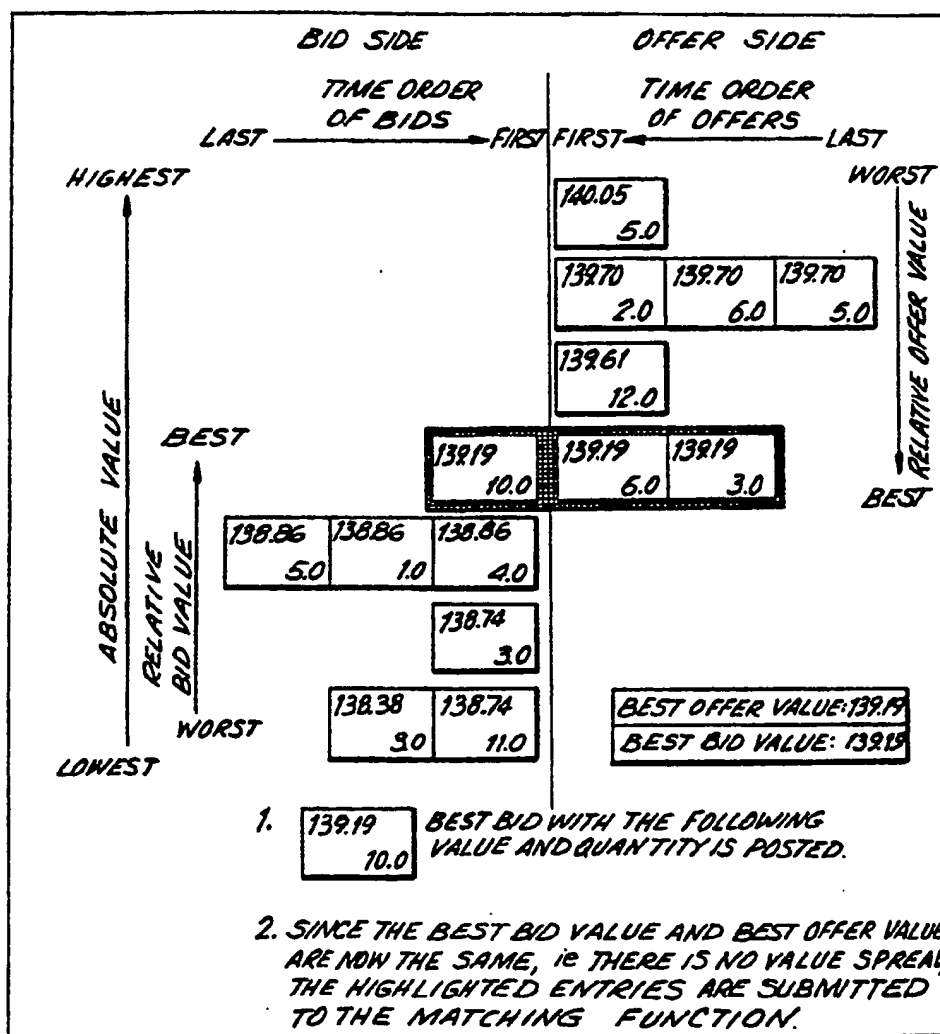 BID SIDE OFFER SIDE
TIME ORDER OF BIDS
TIME ORDER OF OFFERS
LAST FIRST FIRST LAST
HIGHEST
WORST
140.05
5.0
139.70 139.70 139.70
2.0 6.0 5.0
139.61
12.0
RELATIVE OFFER VALUE
BEST
BEST
139.19 139.19 139.19
10.0 6.0 3.0
138.86 138.86 138.86
5.0 1.0 4.0
ABSOLUTE VALUE
RELATIVE
BID VALUE
138.74
3.0
138.38 138.74
9.0 11.0
WORST
LOWEST
BEST OFFER VALUE: 139.19
BEST BID VALUE: 139.19
1. 139.19 BEST BID WITH THE FOLLOWING
10.0 VALUE AND QUANTITY IS POSTED.
2. SINCE THE BEST BID VALUE AND BEST OFFER VALUE
ARE NOW THE SAME, ie THERE IS NO VALUE SPREAD,
THE HIGHLIGHTED ENTRIES ARE SUBMITTED
TO THE MATCHING FUNCTION.